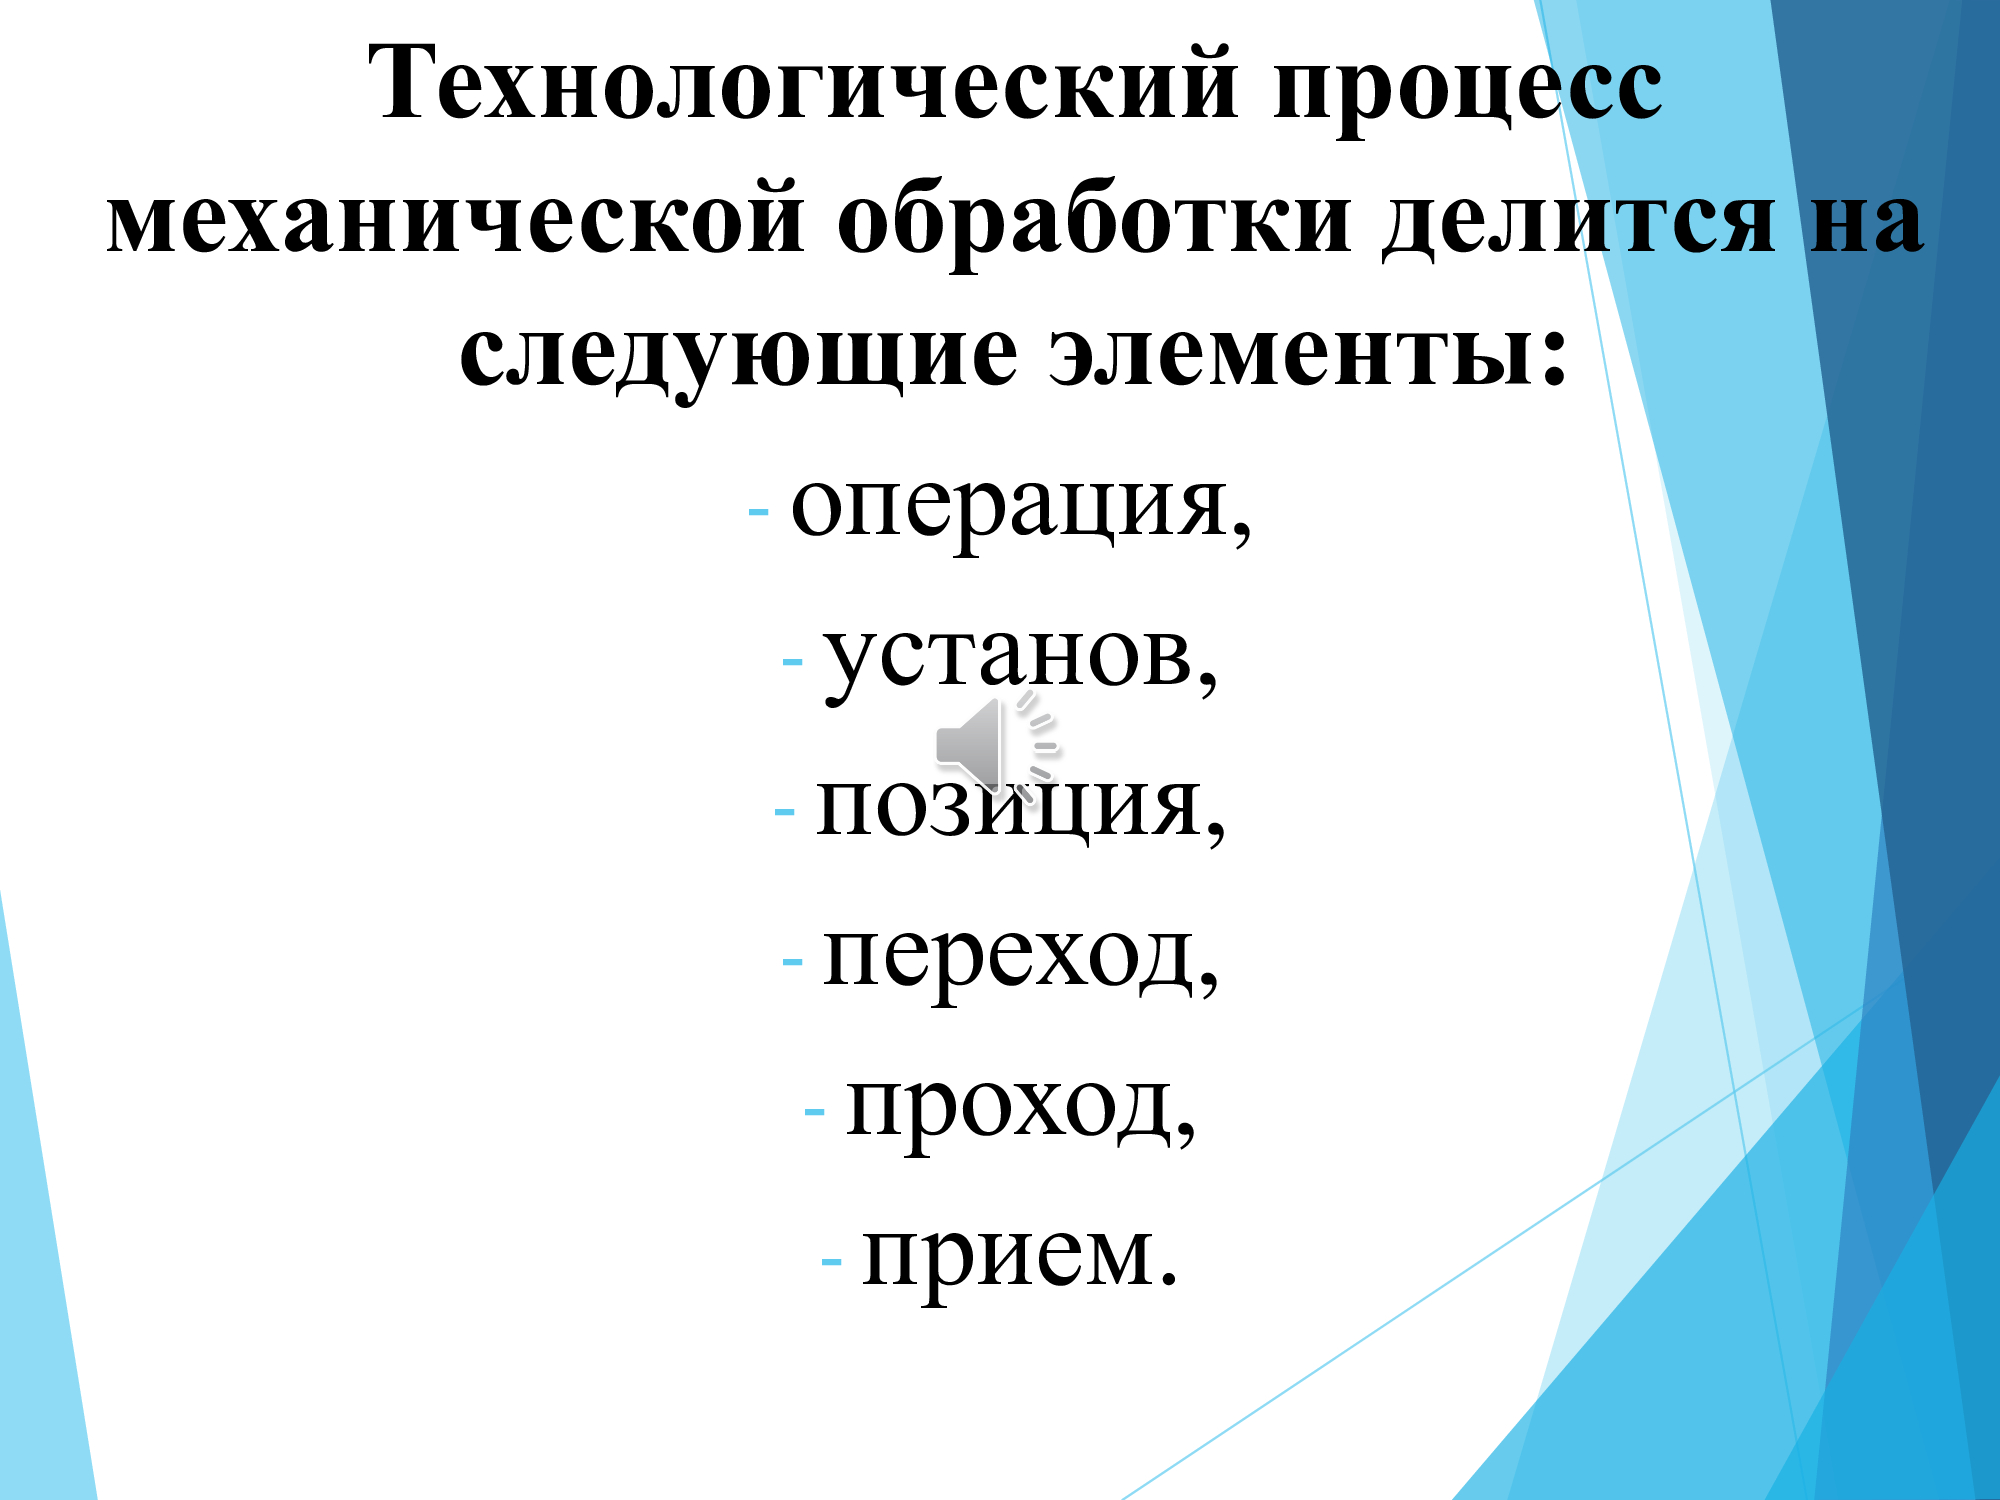 Технологический процесс
механической обработки делится на
следующие элементы:
- операция,
- установ,
- позиция,
- переход,
- проход,
- прием.